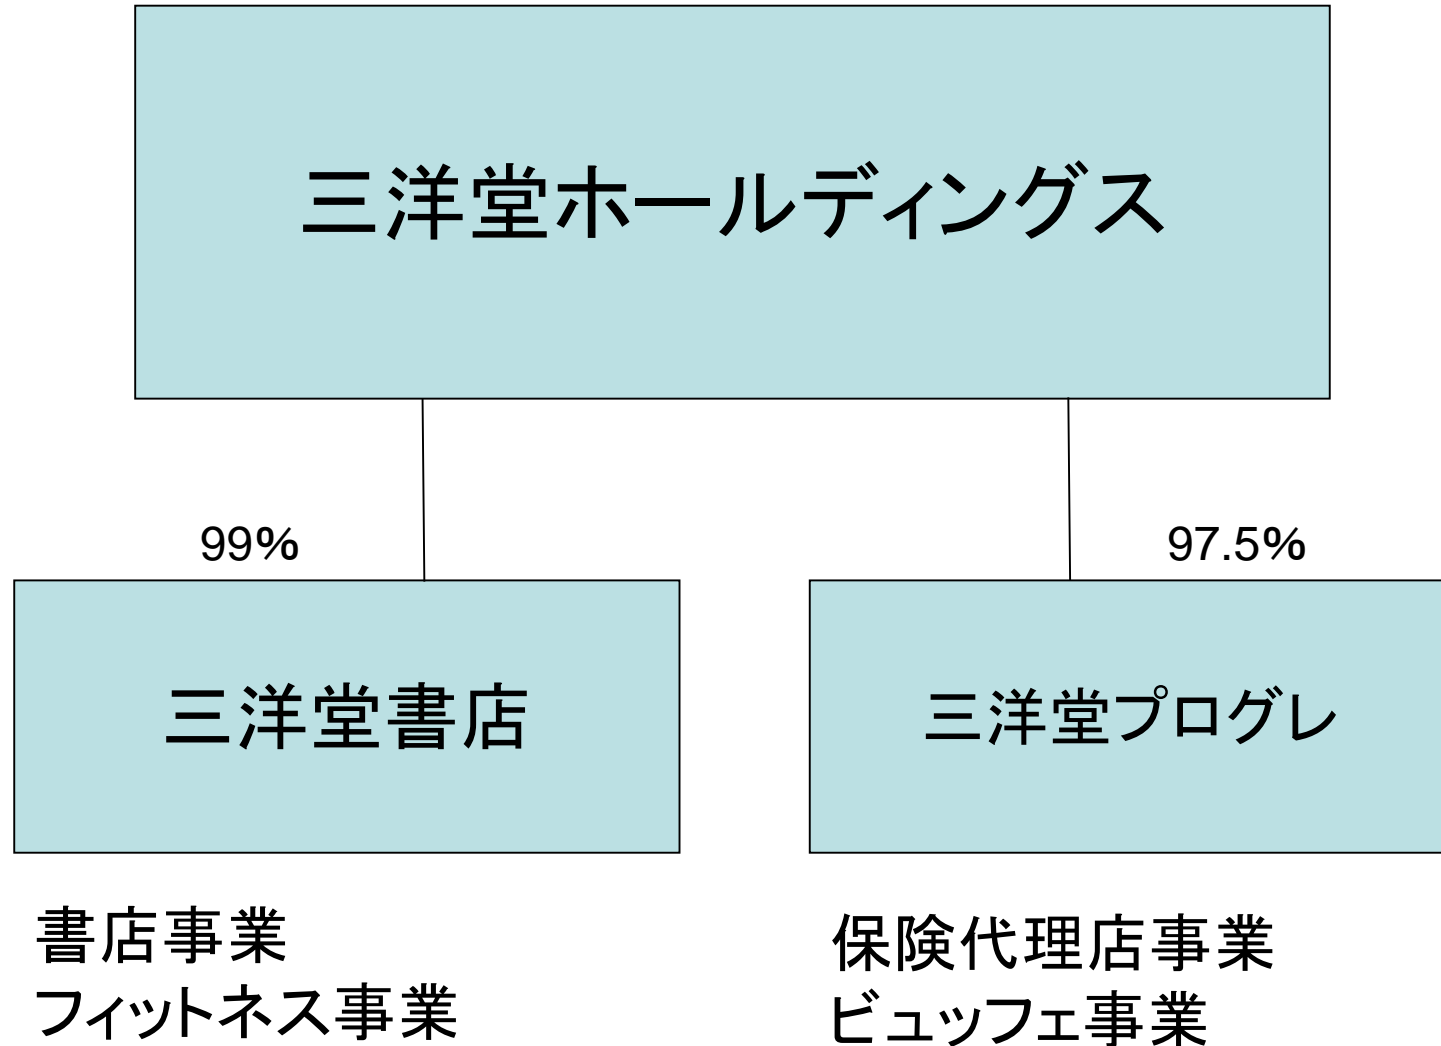 三洋堂ホールディングス
99%
97.5%
三洋堂書店
三洋堂プログレ
書店事業
フィットネス事業
保険代理店事業
ビュッフェ事業